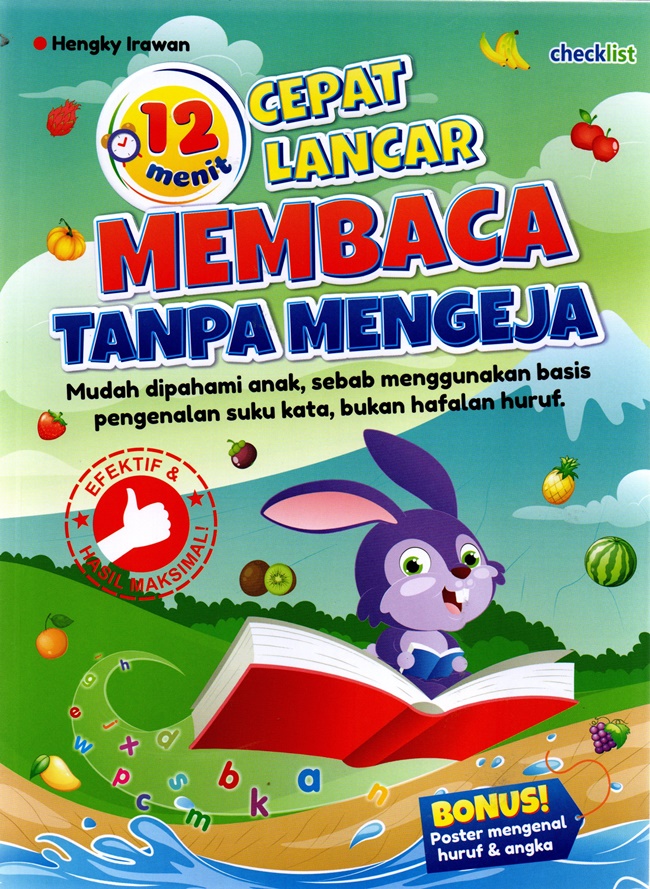 Hengky Irawan
checklist
12
menit
CEPAT
LANCAR
MEMBACA
TANPA MENGEJA
Mudah dipahami anak, sebab menggunakan basis
pengenalan suku kata, bukan hafalan huruf.
EFEKTIF &
HASIL MAKSIMAL!
h
g
e
w
j
x
d
p
c
s
m
b
k
a
n
BONUS!
Poster mengenal
huruf & angka